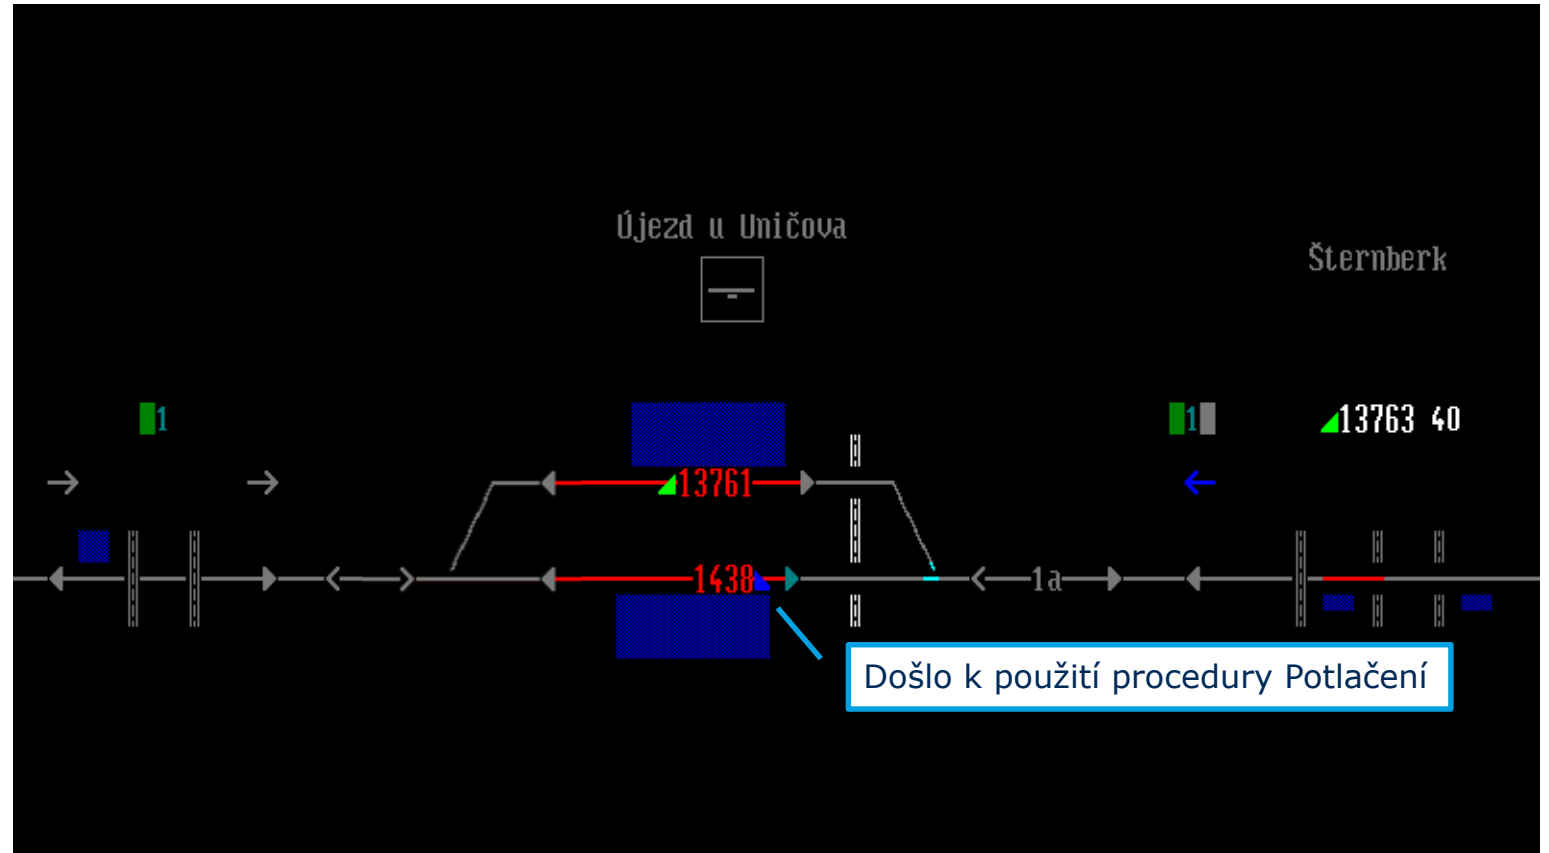 Újezd u Uničova
Šternberk
1
1
13763 40
13761
1438
1a
Došlo k použití procedury Potlačení